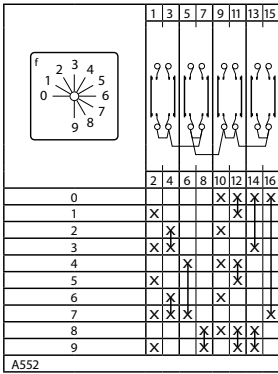 1 3 5 7 9 11 13 15
f
0 1 2 3 4 5 6 7 8 9
2 4 6 8 10 12 14 16
0 X X X X
1 X X
2 X X
3 X X X
4 X X X
5 X X
6 X X
7 X X X X
8 X X X X X
9 X X X X
A552